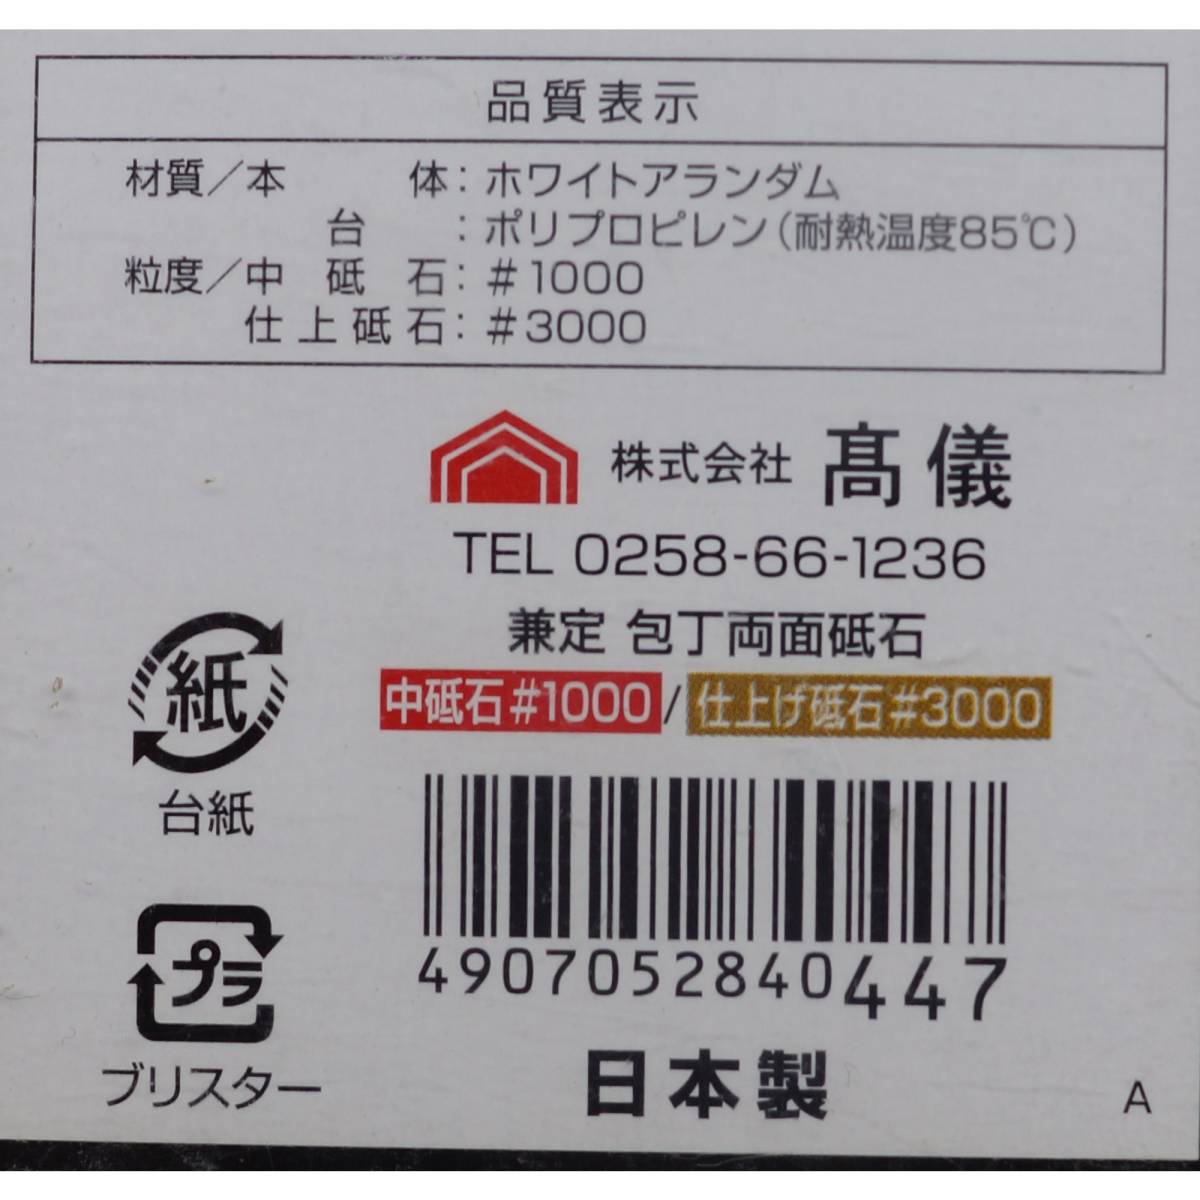 品質表示
材質／本　体：ホワイトアランダム
台　：ポリプロピレン（耐熱温度85℃）
粒度／中　砥　石：＃1000
仕上砥石：＃3000
株式会社 髙儀
TEL 0258-66-1236
兼定 包丁両面砥石
中砥石#1000/仕上げ砥石#3000
紙
台紙
プラ
ブリスター
4907052840447
日本製
A